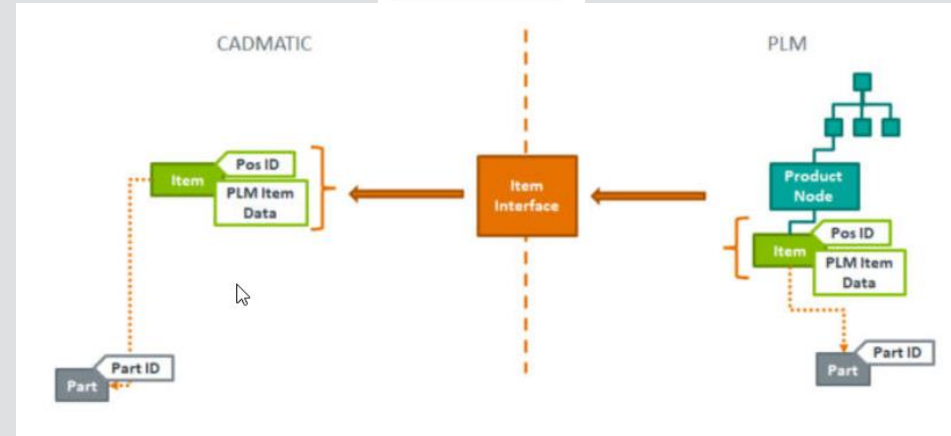 CADMATIC
PLM
Item
Pos ID
PLM Item
Data
Item
Interface
Product
Node
Item
Pos ID
PLM Item
Data
Part
Part ID
Part
Part ID